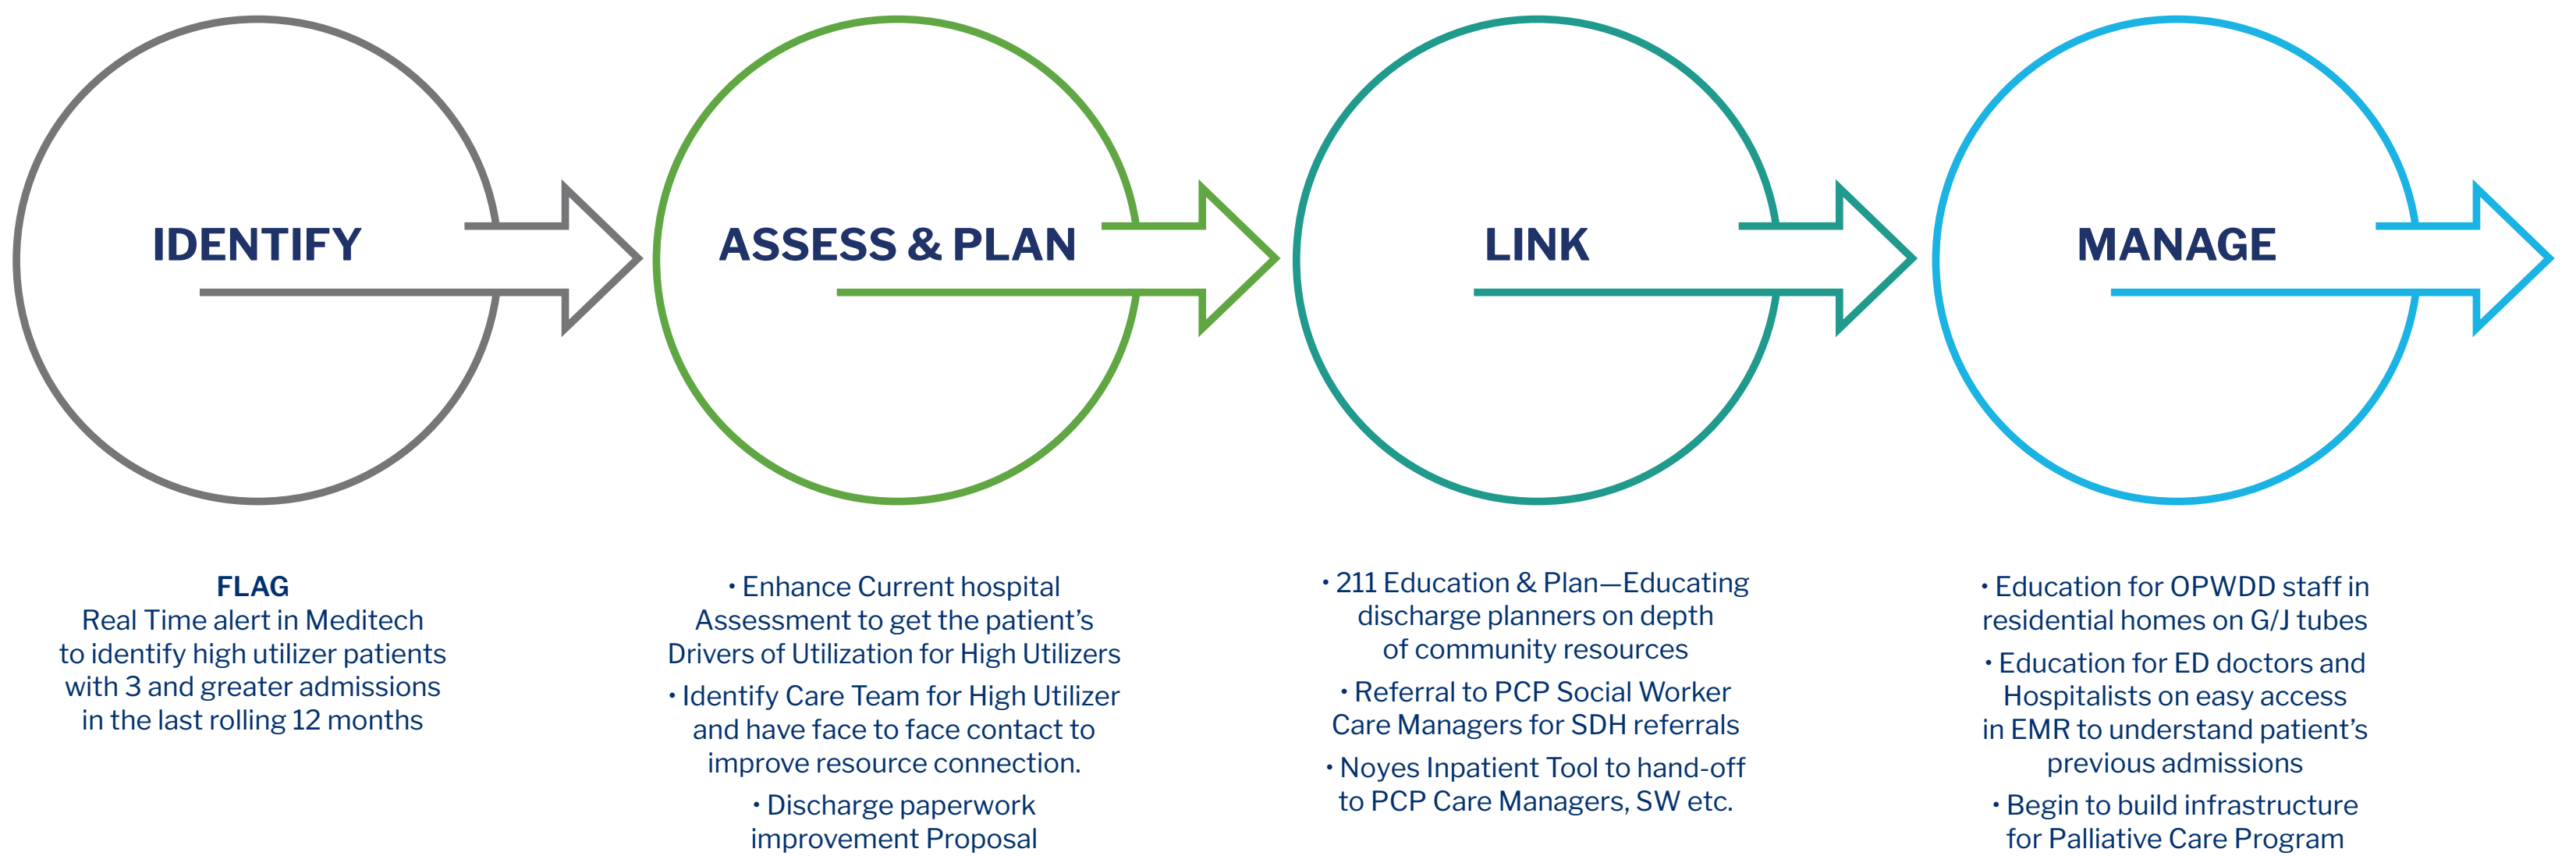 IDENTIFY
FLAG
Real Time alert in Meditech
to identify high utilizer patients
with 3 and greater admissions
in the last rolling 12 months
ASSESS & PLAN
• Enhance Current hospital
Assessment to get the patient’s
Drivers of Utilization for High Utilizers
• Identify Care Team for High Utilizer
and have face to face contact to
improve resource connection.
• Discharge paperwork
improvement Proposal
LINK
• 211 Education & Plan—Educating
discharge planners on depth
of community resources
• Referral to PCP Social Worker
Care Managers for SDH referrals
• Noyes Inpatient Tool to hand-off
to PCP Care Managers, SW etc.
MANAGE
• Education for OPWDD staff in
residential homes on G/J tubes
• Education for ED doctors and
Hospitalists on easy access
in EMR to understand patient’s
previous admissions
• Begin to build infrastructure
for Palliative Care Program